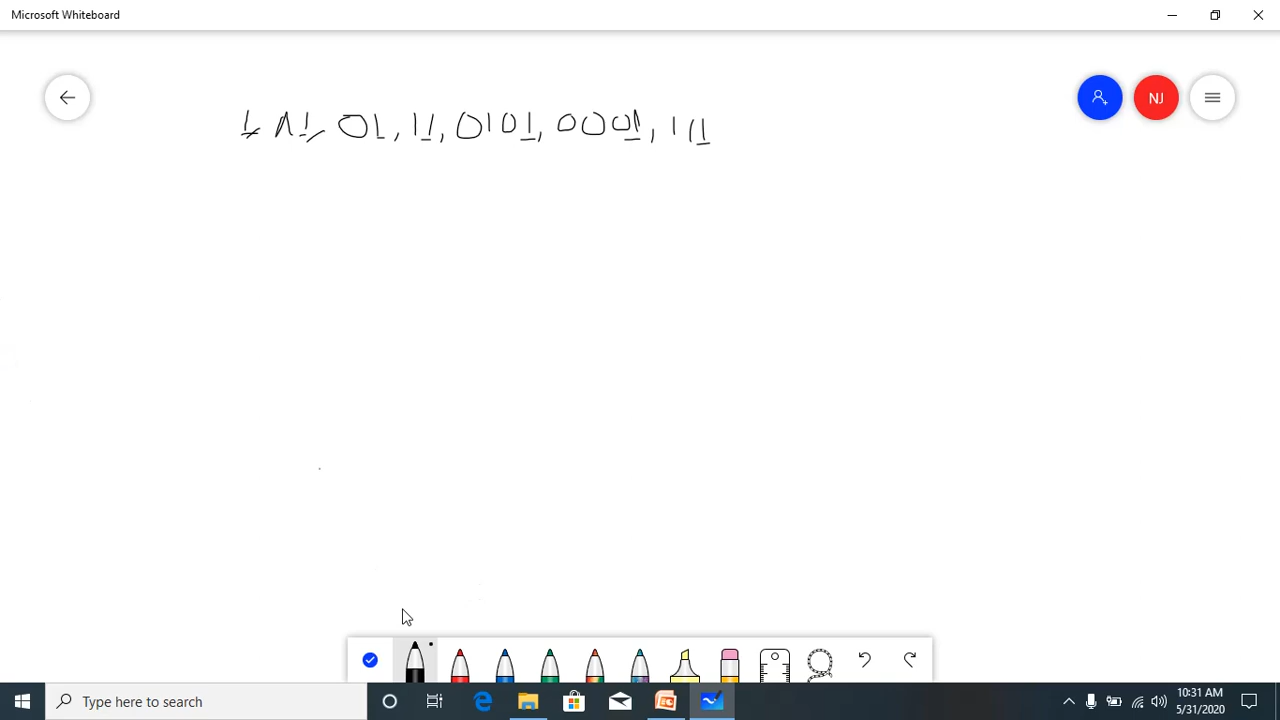 Microsoft Whiteboard
NJ
1, 11, 01, 11, 0101, 0001, 111
Type here to search
10:31 AM
5/31/2020